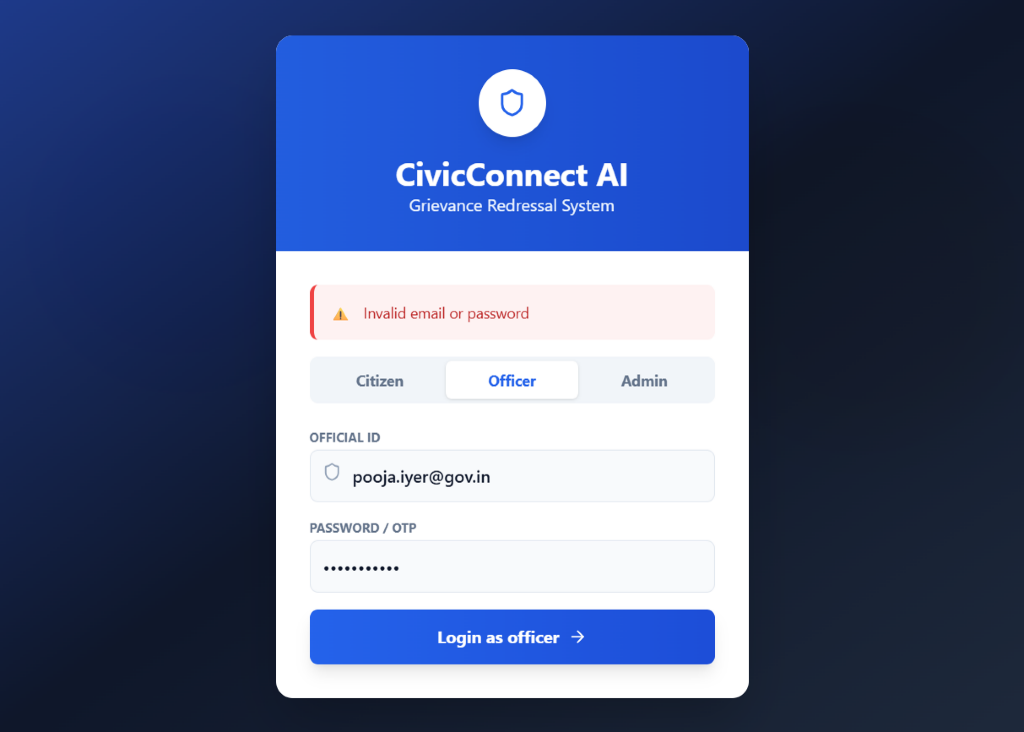 CivicConnect AI
Grievance Redressal System
⚠️ Invalid email or password
Citizen Officer Admin
OFFICIAL ID
pooja.iyer@gov.in
PASSWORD / OTP
•••••••••••
Login as officer →